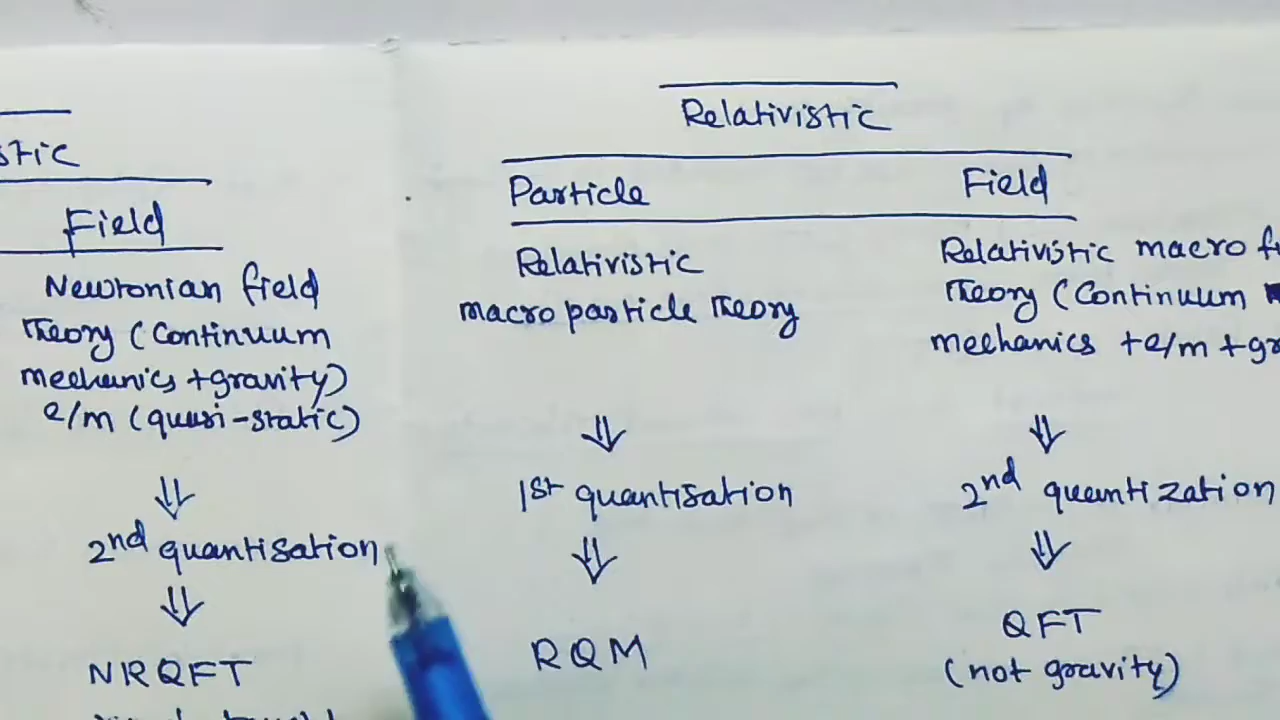 stic
Field
Newtonian field
Theory (Continuum
mechanics +gravity)
e/m (quasi-static)
⇓
2nd quantisation
⇓
NRQFT
Relativistic
Particle
Relativistic
macro particle Theory
⇓
1st quantisation
⇓
RQM
Field
Relativistic macro fi
Theory (Continuum
mechanics +e/m +gr
⇓
2nd quantization
⇓
QFT
(not gravity)